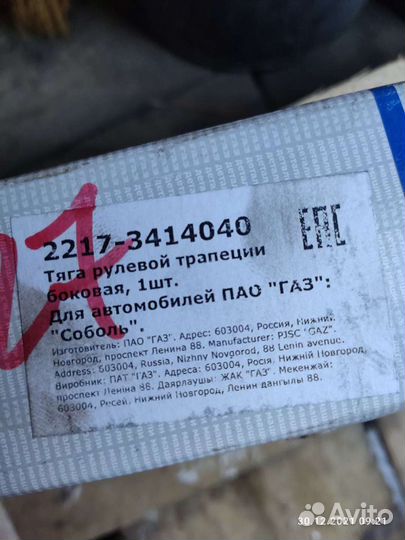 2217-3414040
Тяга рулевой трапеции
боковая, 1шт.
Для автомобилей ПАО "ГАЗ":
"Соболь".
Изготовитель: ПАО "ГАЗ". Адрес: 603004, Россия, Нижний
Новгород, проспект Ленина 88. Manufacturer: PJSC "GAZ".
Address: 603004, Russia, Nizhny Novgorod, 88 Lenin avenue.
Виробник: ПАТ "ГАЗ". Адреса: 603004, Росія, Нижній Новгород,
проспект Леніна 88. Даярлаушы: ЖАК "ГАЗ". Мекенжай:
603004, Ресей, Нижний Новгород, Ленин дангылы 88.
EAC
Avito
30.12.2021 09:21